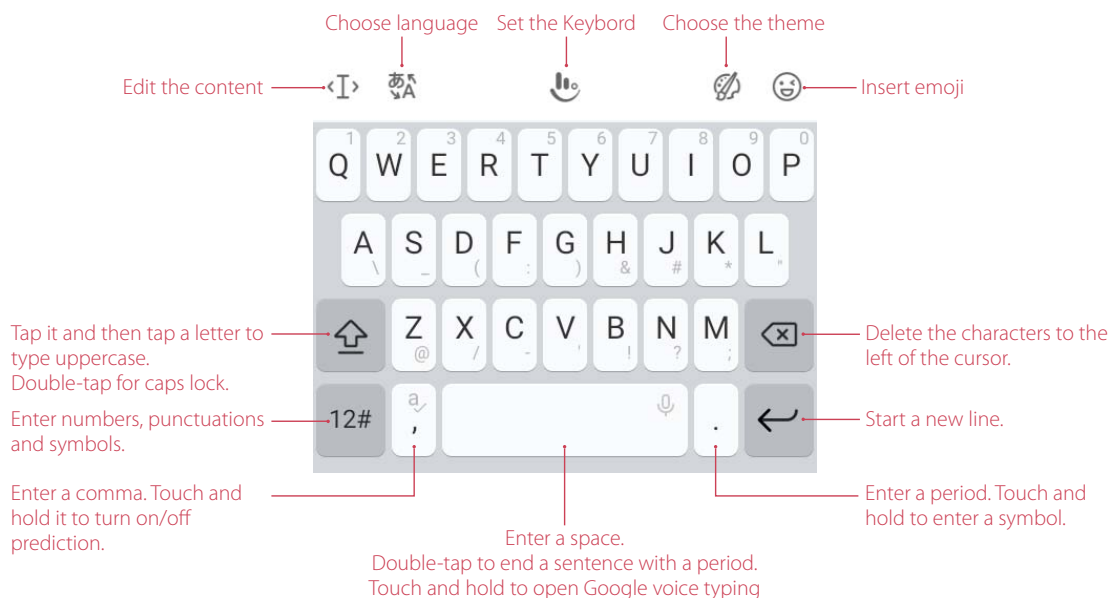 Choose language
Set the Keybord
Choose the theme
Edit the content
あ
A
Insert emoji
1 2 3 4 5 6 7 8 9 0
Q W E R T Y U I O P
A S D F G H J K L
\ _ ( : ) & # * "
Tap it and then tap a letter to
type uppercase.
Double-tap for caps lock.
Z X C V B N M
@ / - ' ! ? ;
Delete the characters to the
left of the cursor.
Enter numbers, punctuations
and symbols.
12#
a
,
.
Start a new line.
Enter a comma. Touch and
hold it to turn on/off
prediction.
Enter a space.
Double-tap to end a sentence with a period.
Touch and hold to open Google voice typing
Enter a period. Touch and
hold to enter a symbol.